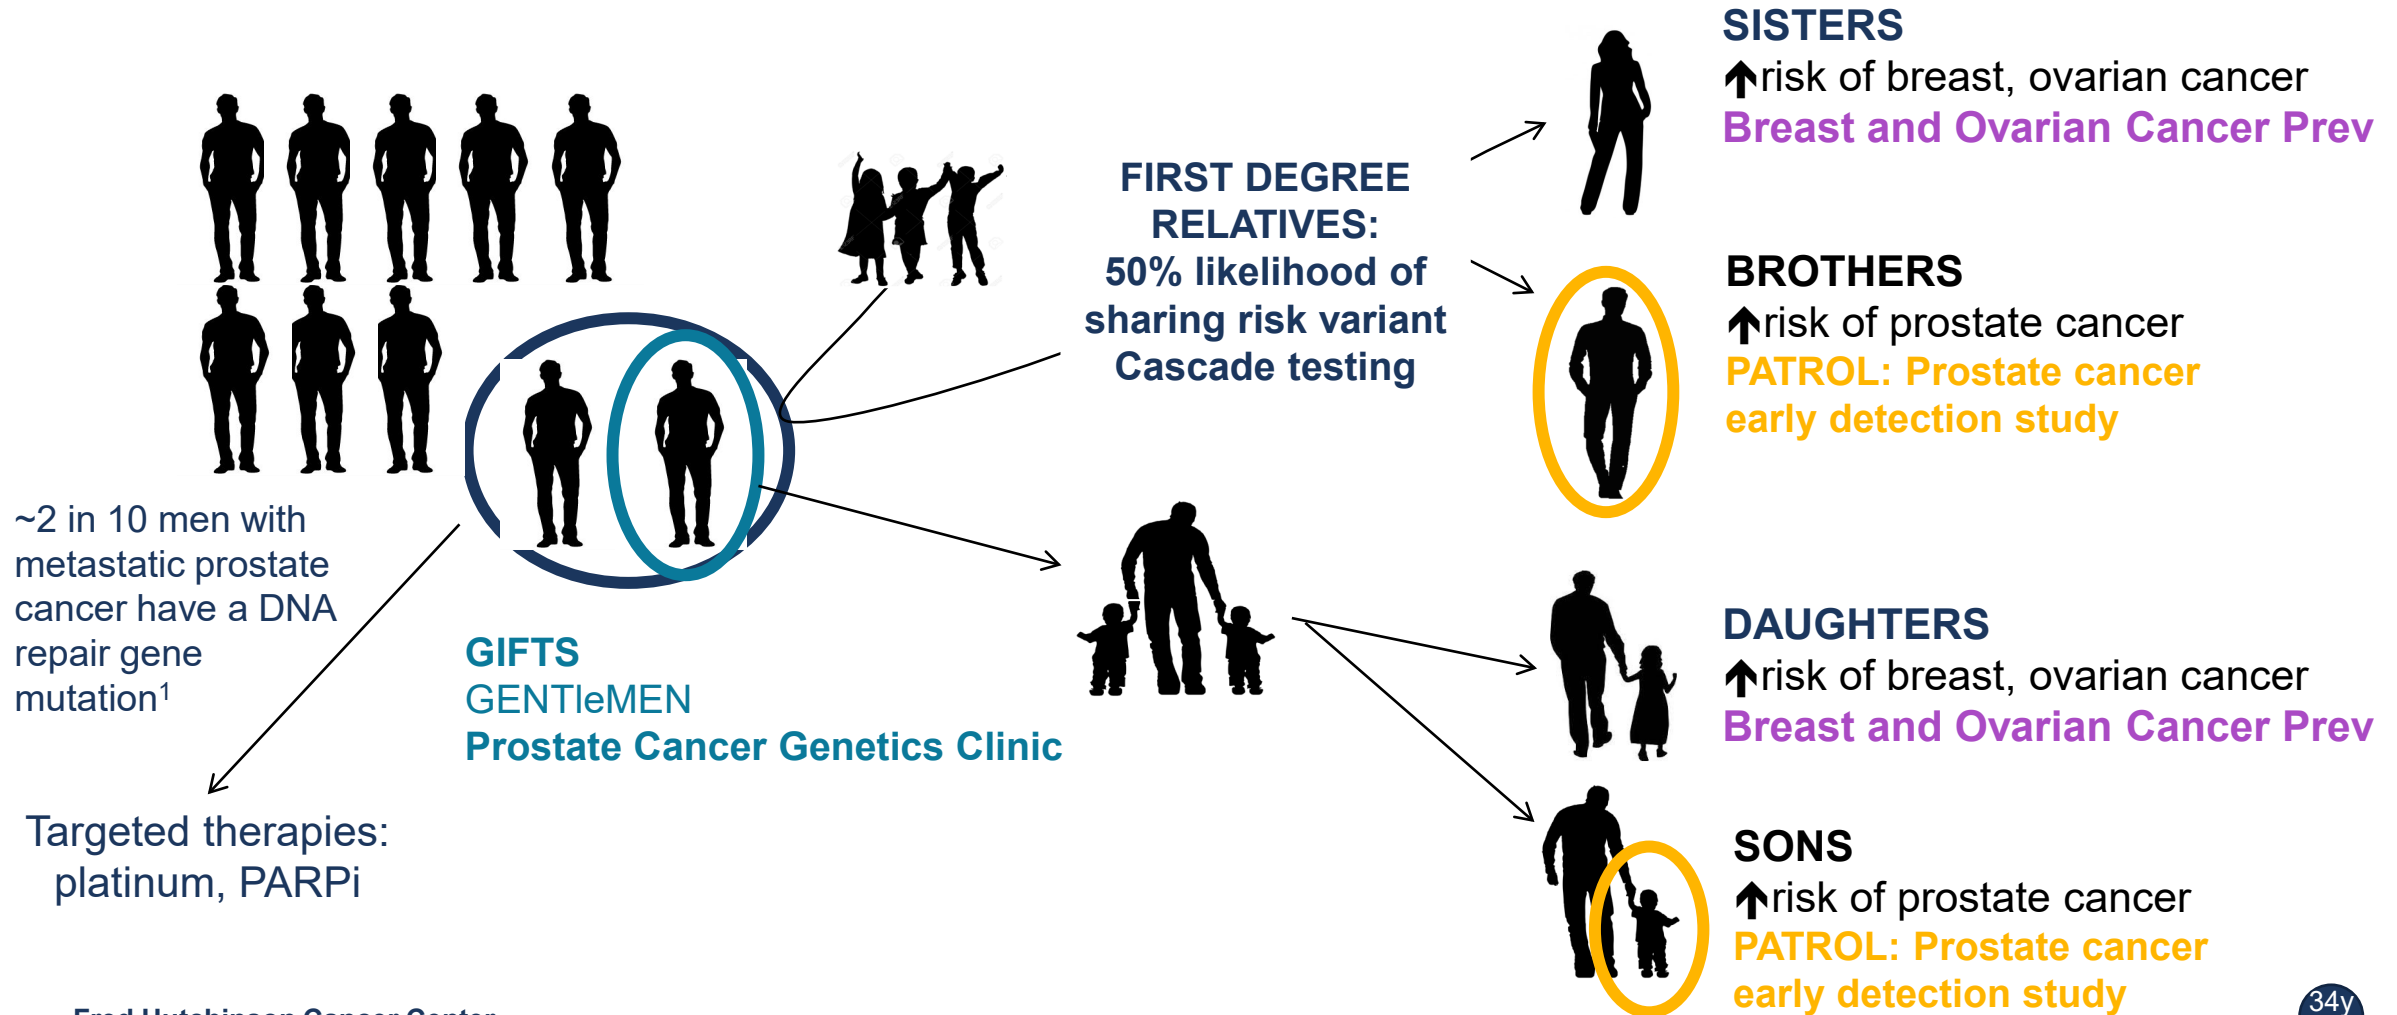 SISTERS
↑risk of breast, ovarian cancer
Breast and Ovarian Cancer Prev
FIRST DEGREE
RELATIVES:
50% likelihood of
sharing risk variant
Cascade testing
BROTHERS
↑risk of prostate cancer
PATROL: Prostate cancer
early detection study
~2 in 10 men with
metastatic prostate
cancer have a DNA
repair gene
mutation¹
GIFTS
GENTleMEN
Prostate Cancer Genetics Clinic
Targeted therapies:
platinum, PARPi
DAUGHTERS
↑risk of breast, ovarian cancer
Breast and Ovarian Cancer Prev
SONS
↑risk of prostate cancer
PATROL: Prostate cancer
early detection study
Fred Hutchinson Cancer Center
34y